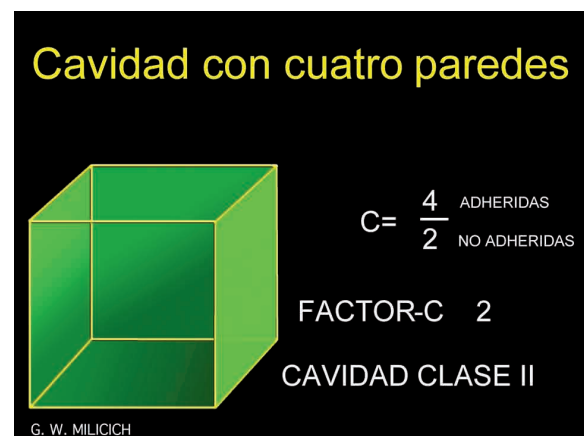 Cavidad con cuatro paredes
C= 4 ADHERIDAS
2 NO ADHERIDAS
FACTOR-C 2
CAVIDAD CLASE II
G. W. MILICICH